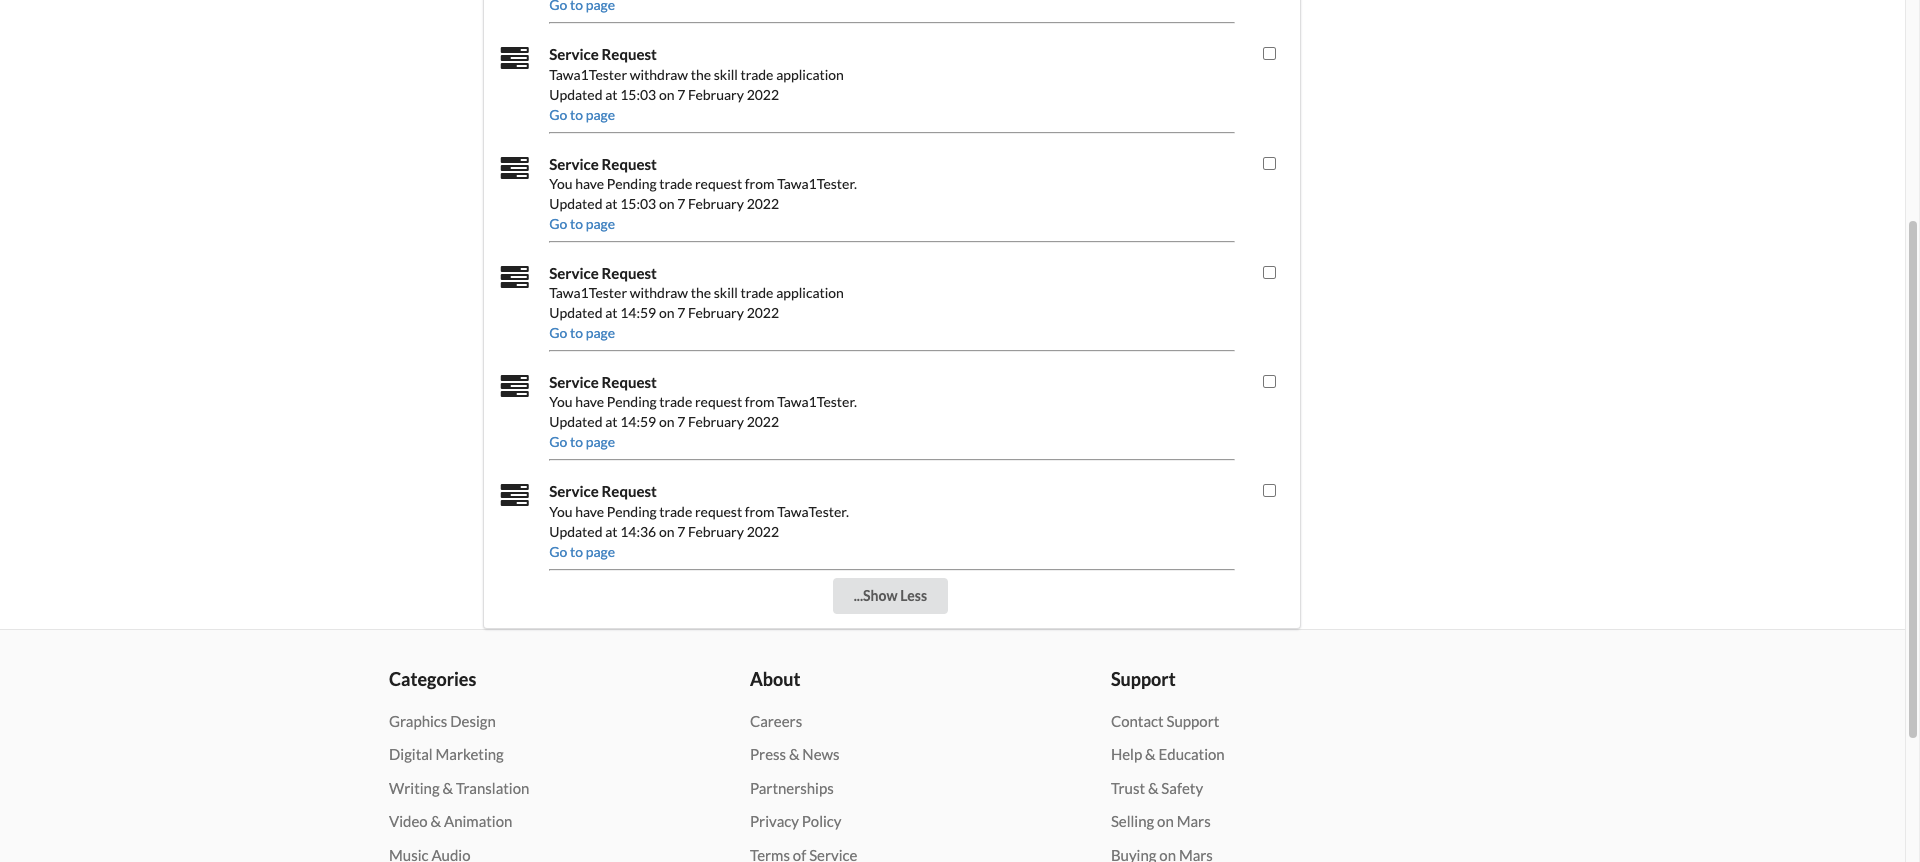 Go to page
Service Request
Tawa1Tester withdraw the skill trade application
Updated at 15:03 on 7 February 2022
Go to page
Service Request
You have Pending trade request from Tawa1Tester.
Updated at 15:03 on 7 February 2022
Go to page
Service Request
Tawa1Tester withdraw the skill trade application
Updated at 14:59 on 7 February 2022
Go to page
Service Request
You have Pending trade request from Tawa1Tester.
Updated at 14:59 on 7 February 2022
Go to page
Service Request
You have Pending trade request from TawaTester.
Updated at 14:36 on 7 February 2022
Go to page
...Show Less
Categories
Graphics Design
Digital Marketing
Writing & Translation
Video & Animation
Music Audio
About
Careers
Press & News
Partnerships
Privacy Policy
Terms of Service
Support
Contact Support
Help & Education
Trust & Safety
Selling on Mars
Buying on Mars